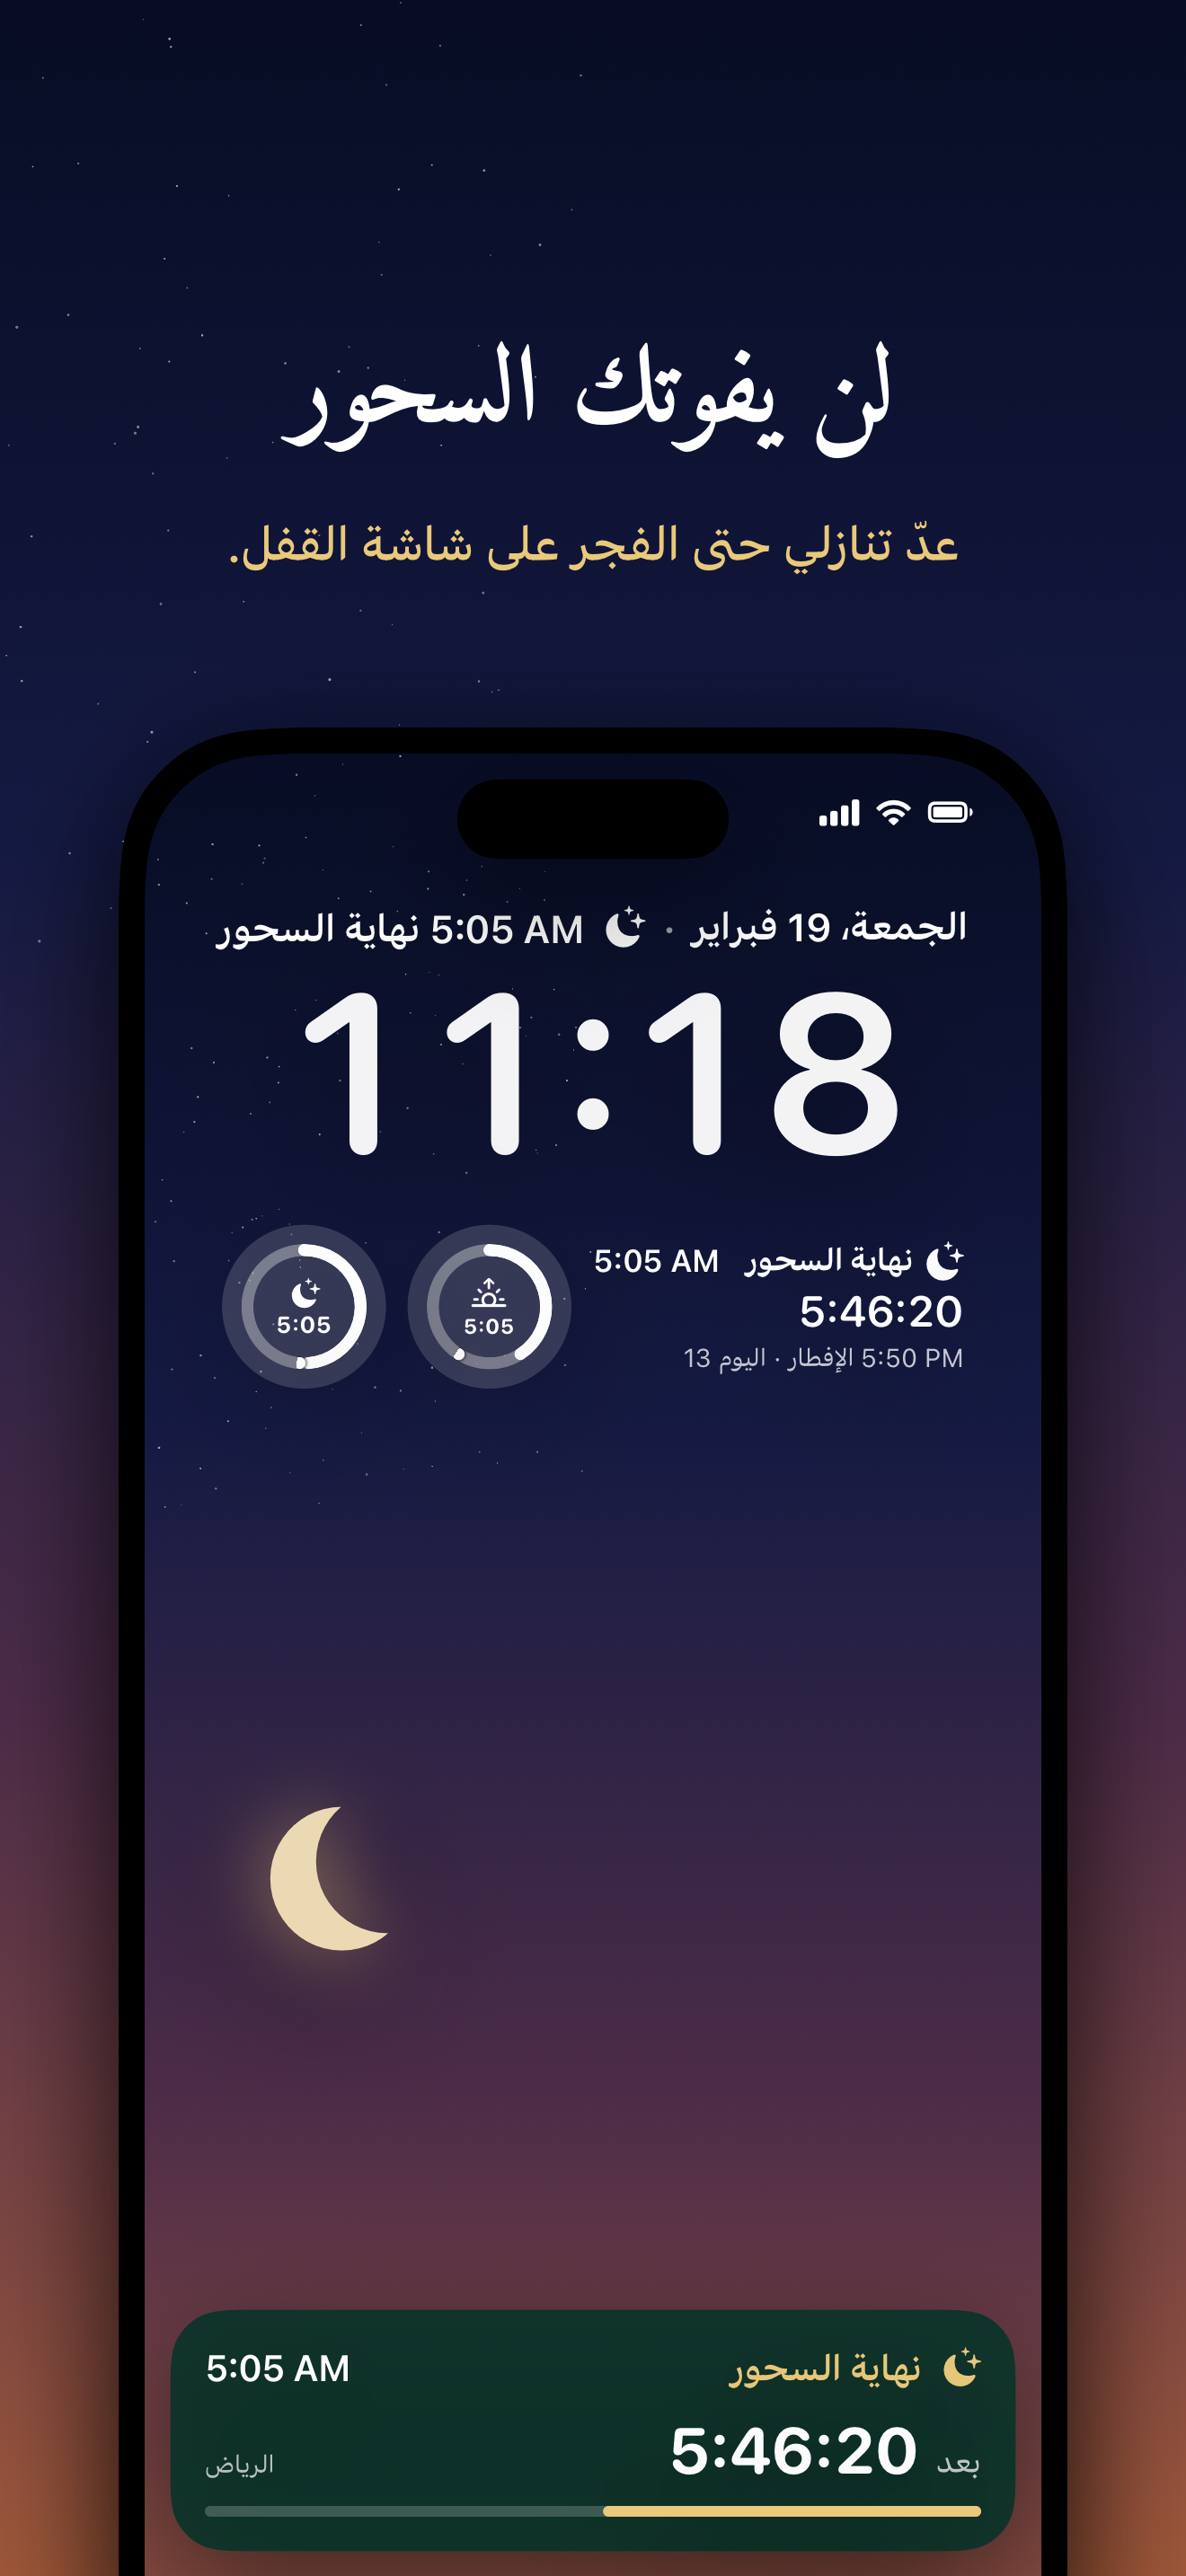 لن يفوتك السحور
عدّ تنازلي حتى الفجر على شاشة القفل.
الجمعة، 19 فبراير · 5:05 AM نهاية السحور
11:18
نهاية السحور 5:05 AM
5:46:20
5:50 PM الإفطار · اليوم 13
5:05
5:05
نهاية السحور 5:05 AM
بعد 5:46:20
الرياض